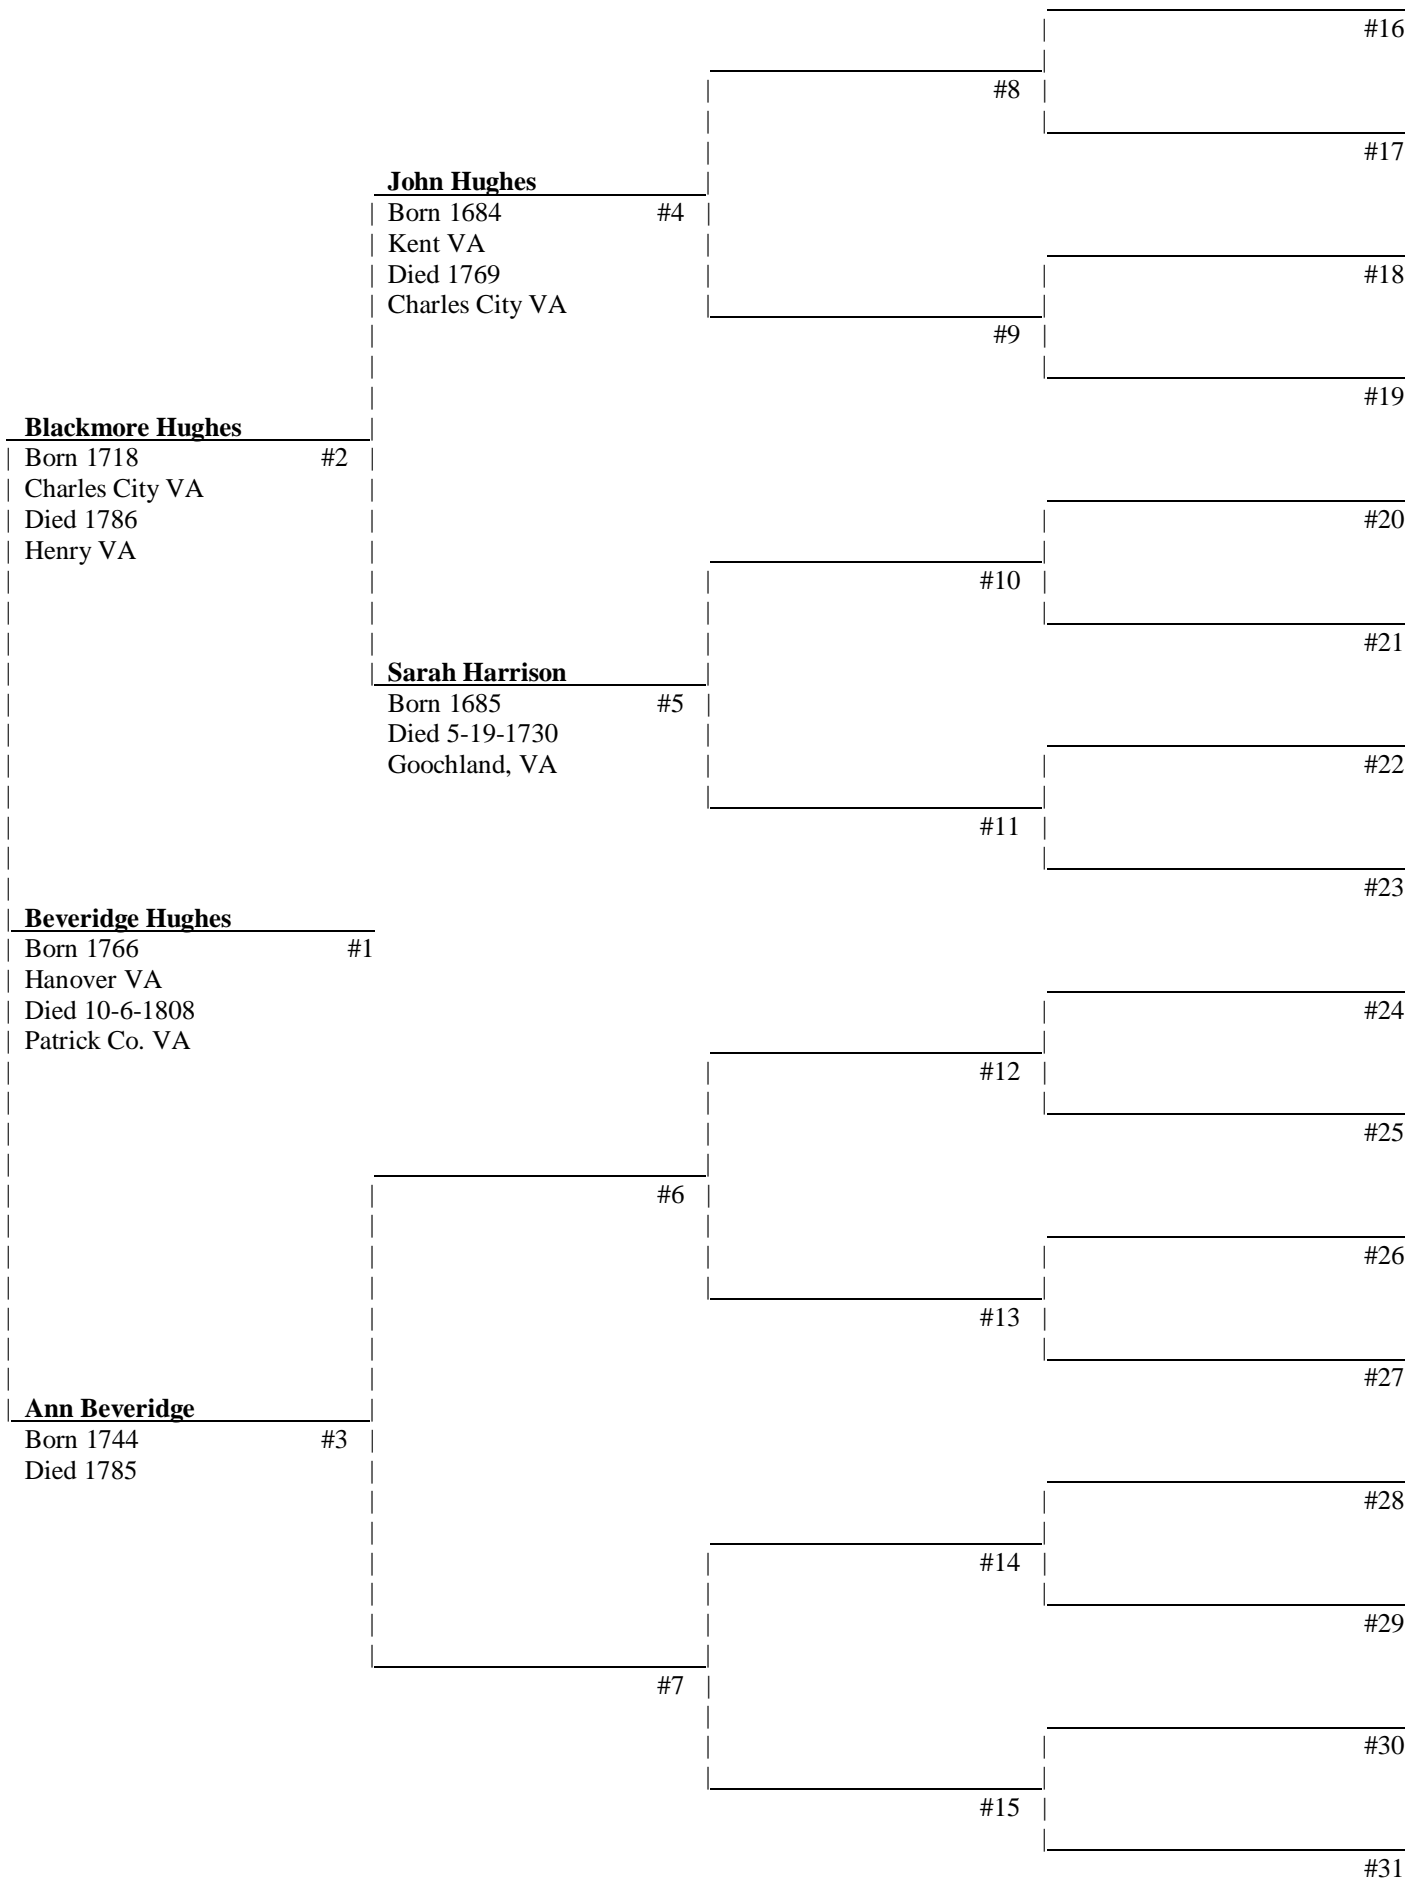 #16
#8
#17
John Hughes
Born 1684 #4
Kent VA
Died 1769 #18
Charles City VA
#9
#19
Blackmore Hughes
Born 1718 #2
Charles City VA
Died 1786 #20
Henry VA
#10
#21
Sarah Harrison
Born 1685 #5
Died 5-19-1730
Goochland, VA #22
#11
#23
Beveridge Hughes
Born 1766 #1
Hanover VA
Died 10-6-1808 #24
Patrick Co. VA
#12
#25
#6
#26
#13
#27
Ann Beveridge
Born 1744 #3
Died 1785
#28
#14
#29
#7
#30
#15
#31